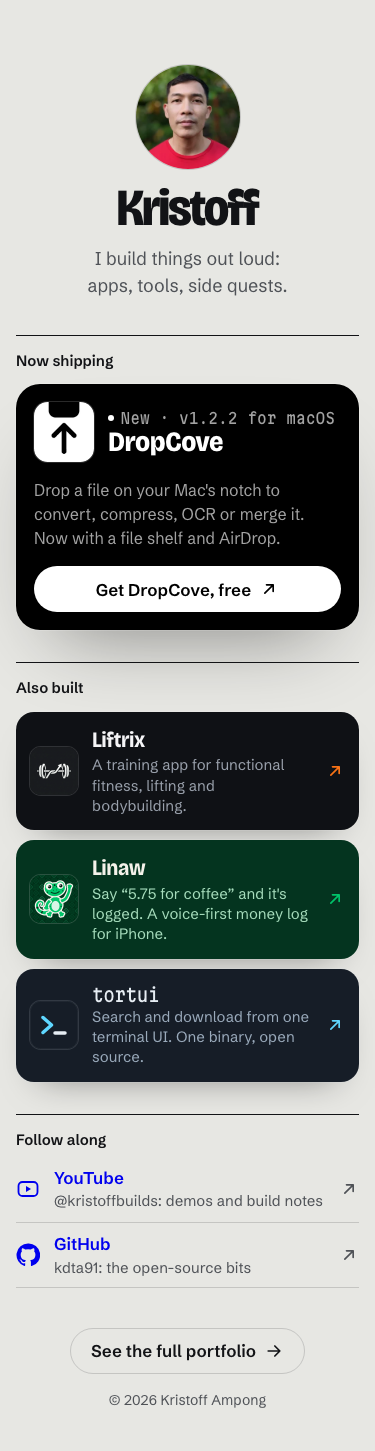 Kristoff
I build things out loud:
apps, tools, side quests.
Now shipping
New · v1.2.2 for macOS
DropCove
Drop a file on your Mac's notch to
convert, compress, OCR or merge it.
Now with a file shelf and AirDrop.
Get DropCove, free
Also built
Liftrix
A training app for functional
fitness, lifting and
bodybuilding.
Linaw
Say “5.75 for coffee” and it's
logged. A voice-first money log
for iPhone.
tortui
Search and download from one
terminal UI. One binary, open
source.
Follow along
YouTube
@kristoffbuilds: demos and build notes
GitHub
kdta91: the open-source bits
See the full portfolio
© 2026 Kristoff Ampong